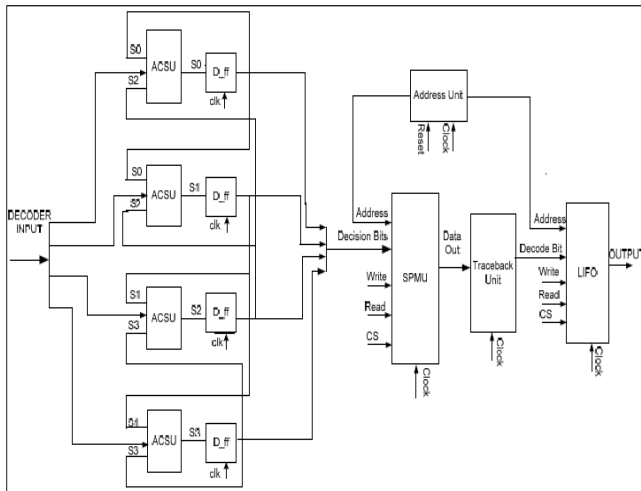 S0
ACSU
S0
D_ff
S2
clk
Address Unit
Reset
Clock
S0
ACSU
S1
D_ff
S2
clk
DECODER
INPUT
Address
Decision Bits
Write
Read
CS
SPMU
Clock
Data
Out
Traceback
Unit
Clock
Address
Decode Bit
Write
Read
CS
LIFO
OUTPUT
Clock
S1
ACSU
S2
D_ff
S3
clk
S1
ACSU
S3
D_ff
S3
clk